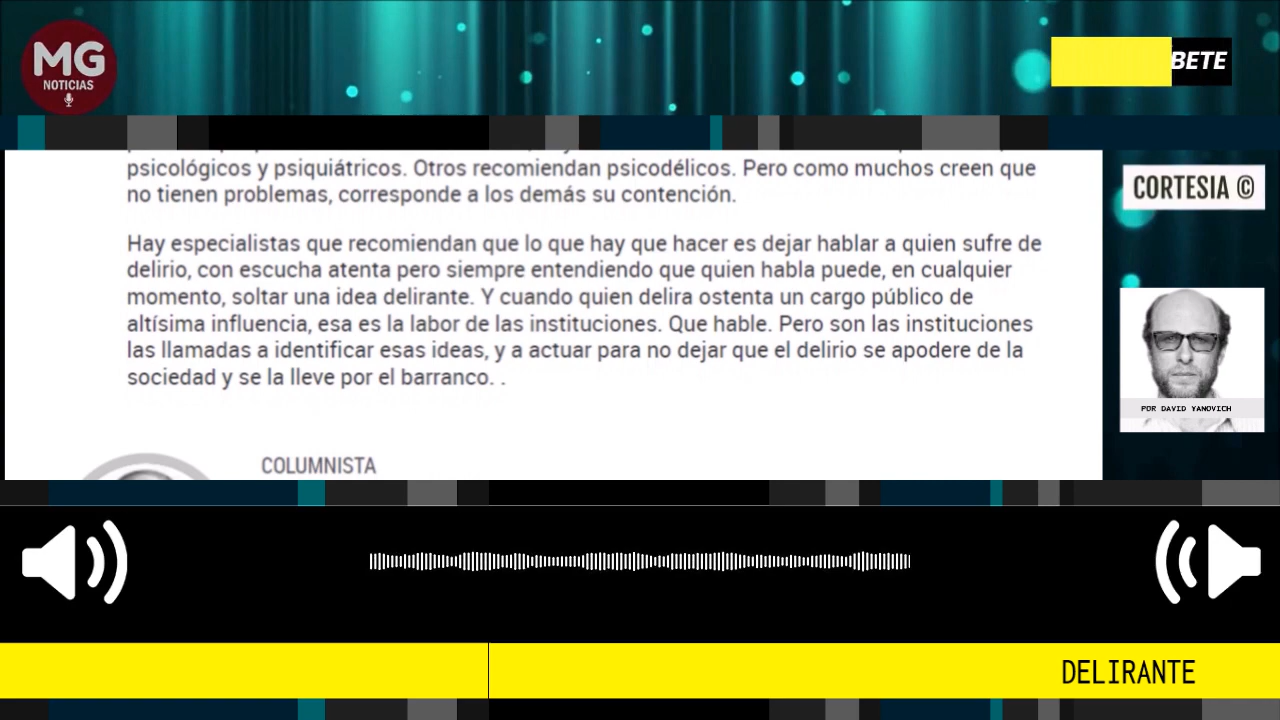 MG
NOTICIAS
BETE
psicológicos y psiquiátricos. Otros recomiendan psicodélicos. Pero como muchos creen que
no tienen problemas, corresponde a los demás su contención.
Hay especialistas que recomiendan que lo que hay que hacer es dejar hablar a quien sufre de
delirio, con escucha atenta pero siempre entendiendo que quien habla puede, en cualquier
momento, soltar una idea delirante. Y cuando quien delira ostenta un cargo público de
altísima influencia, esa es la labor de las instituciones. Que hable. Pero son las instituciones
las llamadas a identificar esas ideas, y a actuar para no dejar que el delirio se apodere de la
sociedad y se la lleve por el barranco. .
COLUMNISTA
CORTESIA ©
POR DAVID YANOVICH
DELIRANTE